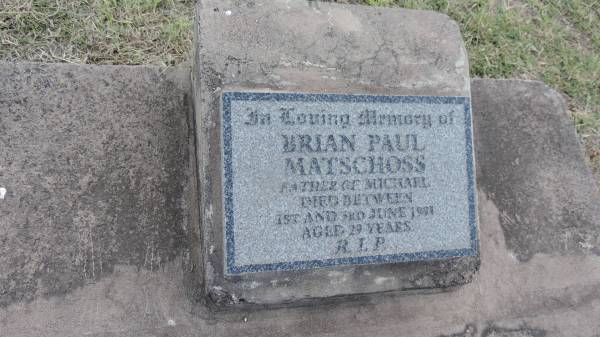 In Loving Memory of
BRIAN PAUL
MATSCHOSS
FATHER OF MICHAEL
DIED BETWEEN
1ST AND 3RD JUNE 1981
AGED 29 YEARS
R.I.P.